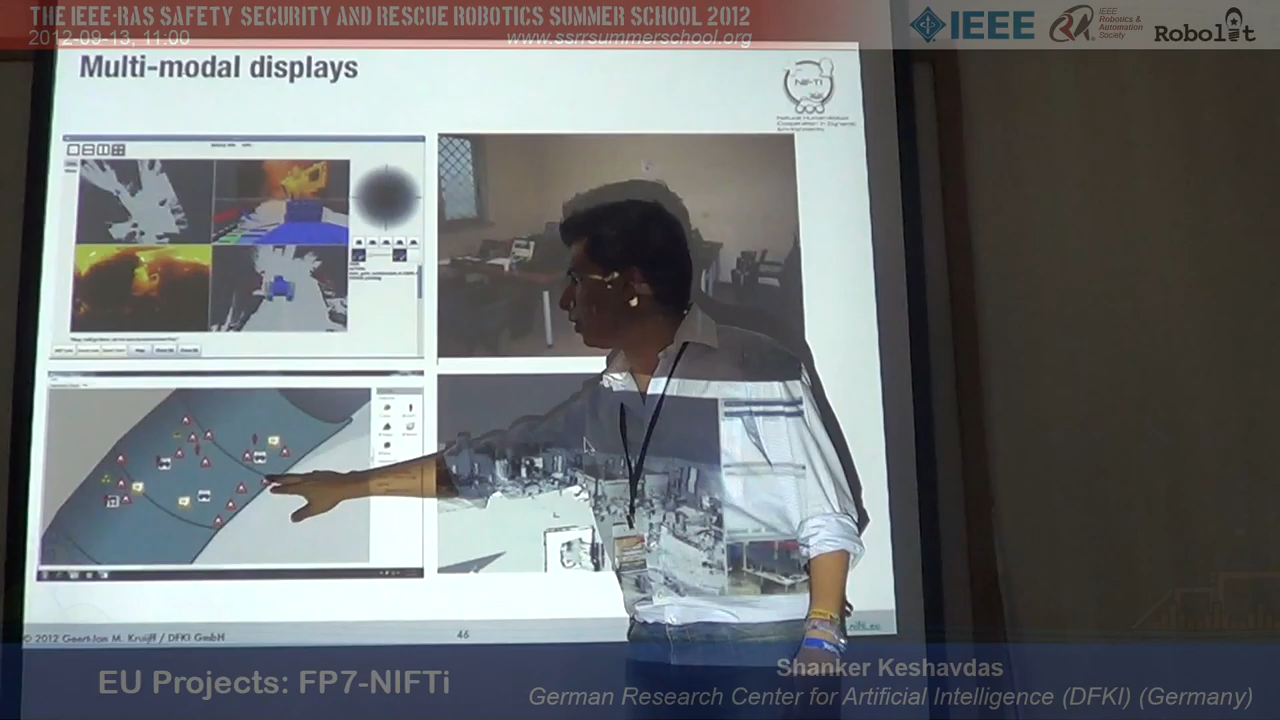 THE IEEE-RAS SAFETY SECURITY AND RESCUE ROBOTICS SUMMER SCHOOL 2012
2012-09-13, 11:00
www.ssrrsummerschool.org
IEEE
IEEE
Robotics &
Automation
Society
Robolit
Multi-modal displays
NIFTi
© 2012 Geert-Jan M. Kruijff / DFKI GmbH
46
EU Projects: FP7-NIFTi
Shanker Keshavdas
German Research Center for Artificial Intelligence (DFKI) (Germany)